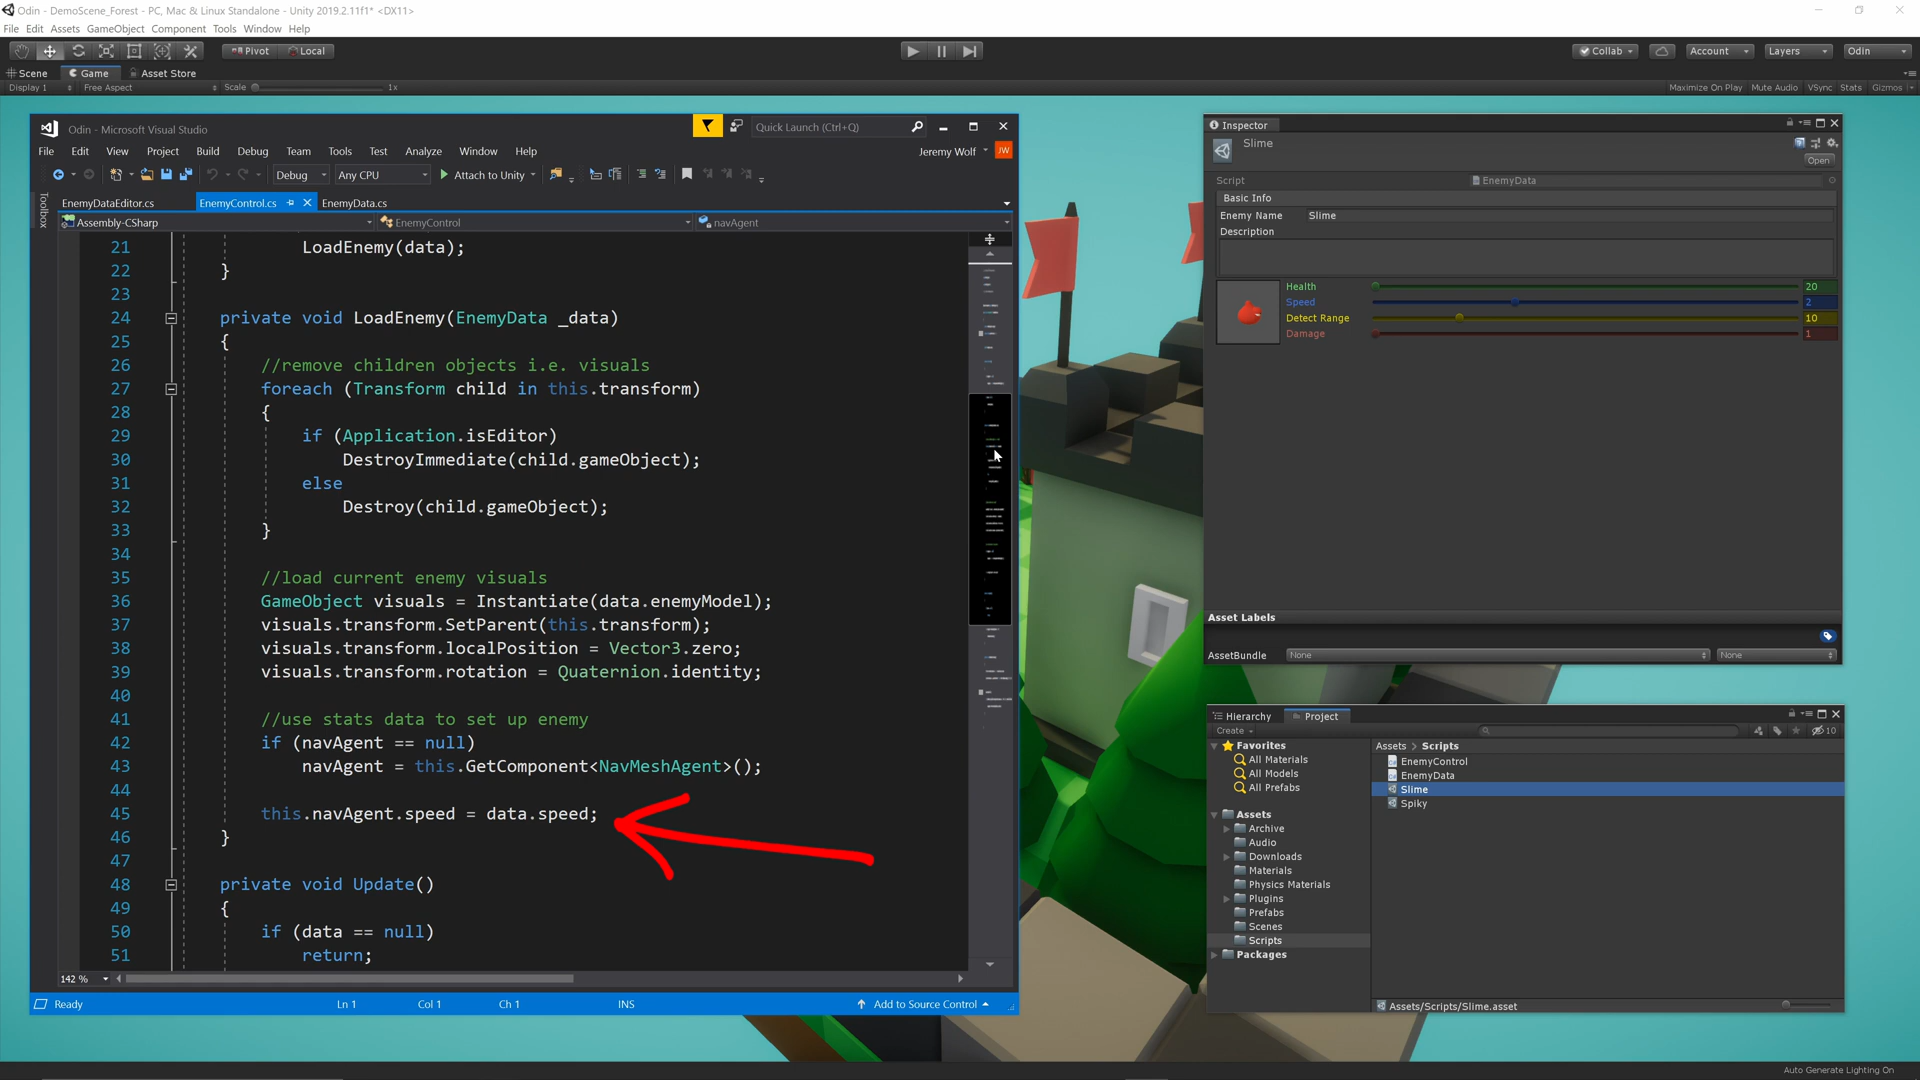 Odin - DemoScene_Forest - PC, Mac & Linux Standalone - Unity 2019.2.11f1* <DX11>
File Edit Assets GameObject Component Tools Window Help
Pivot Local
Collab Account Layers Odin
Scene Game Asset Store
Display 1 Free Aspect Scale 1x
Maximize On Play Mute Audio VSync Stats Gizmos
Odin - Microsoft Visual Studio
Quick Launch (Ctrl+Q)
File Edit View Project Build Debug Team Tools Test Analyze Window Help
Jeremy Wolf JW
Debug Any CPU Attach to Unity
Toolbox
EnemyDataEditor.cs EnemyControl.cs EnemyData.cs
Assembly-CSharp EnemyControl navAgent
21 LoadEnemy(data);
22 }
23
24 private void LoadEnemy(EnemyData _data)
25 {
26 //remove children objects i.e. visuals
27 foreach (Transform child in this.transform)
28 {
29 if (Application.isEditor)
30 DestroyImmediate(child.gameObject);
31 else
32 Destroy(child.gameObject);
33 }
34
35 //load current enemy visuals
36 GameObject visuals = Instantiate(data.enemyModel);
37 visuals.transform.SetParent(this.transform);
38 visuals.transform.localPosition = Vector3.zero;
39 visuals.transform.rotation = Quaternion.identity;
40
41 //use stats data to set up enemy
42 if (navAgent == null)
43 navAgent = this.GetComponent<NavMeshAgent>();
44
45 this.navAgent.speed = data.speed;
46 }
47
48 private void Update()
49 {
50 if (data == null)
51 return;
142 %
Ready Ln 1 Col 1 Ch 1 INS Add to Source Control
Inspector
Slime
Open
Script EnemyData
Basic Info
Enemy Name Slime
Description
Health 20
Speed 2
Detect Range 10
Damage 1
Asset Labels
AssetBundle None None
Hierarchy Project
Create
10
Favorites
All Materials
All Models
All Prefabs
Assets
Archive
Audio
Downloads
Materials
Physics Materials
Plugins
Prefabs
Scenes
Scripts
Packages
Assets > Scripts
EnemyControl
EnemyData
Slime
Spiky
Assets/Scripts/Slime.asset
Auto Generate Lighting On